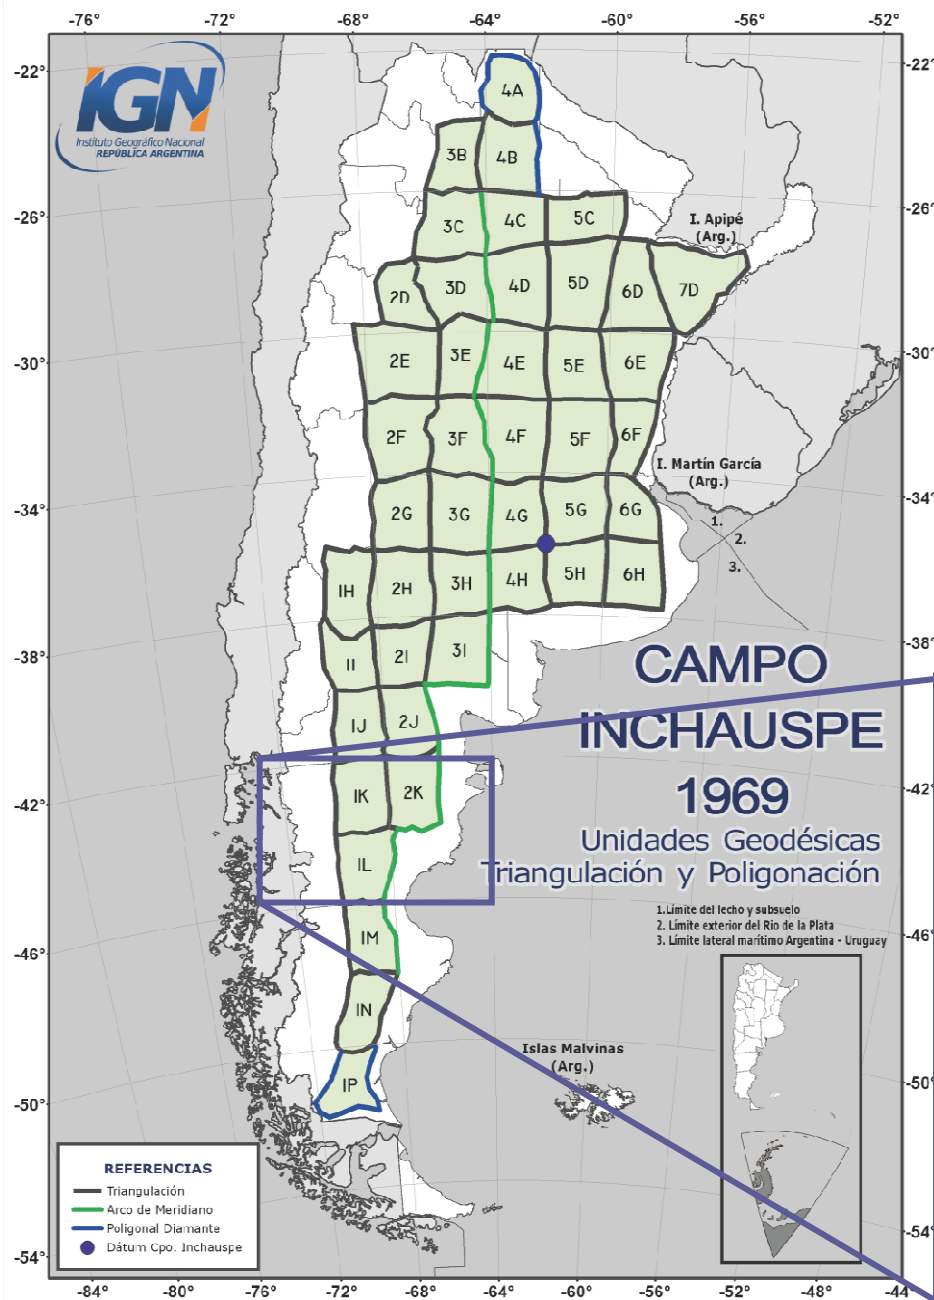 -76° -72° -68° -64° -60° -56° -52°
-22° -22°
IGN
Instituto Geográfico Nacional
REPÚBLICA ARGENTINA
4A
3B 4B
-26° -26°
3C 4C 5C
I. Apipé
(Arg.)
2D 3D 4D 5D 6D 7D
-30° -30°
2E 3E 4E 5E 6E
2F 3F 4F 5F 6F
I. Martín García
(Arg.)
-34° -34°
2G 3G 4G 5G 6G
1.
2.
3.
1H 2H 3H 4H 5H 6H
-38° -38°
II 2I 3I
CAMPO
INCHAUSPE
1969
Unidades Geodésicas
Triangulación y Poligonación
IJ 2J
-42° -42°
IK 2K
IL
1.Límite del lecho y subsuelo
2. Límite exterior del Rio de la Plata
3. Límite lateral marítimo Argentina - Uruguay
-46° -46°
IM
IN
Islas Malvinas
(Arg.)
-50° -50°
IP
REFERENCIAS
Triangulación
Arco de Meridiano
Poligonal Diamante
Dátum Cpo. Inchauspe
-54° -54°
-84° -80° -76° -72° -68° -64° -60° -56° -52° -48° -44°